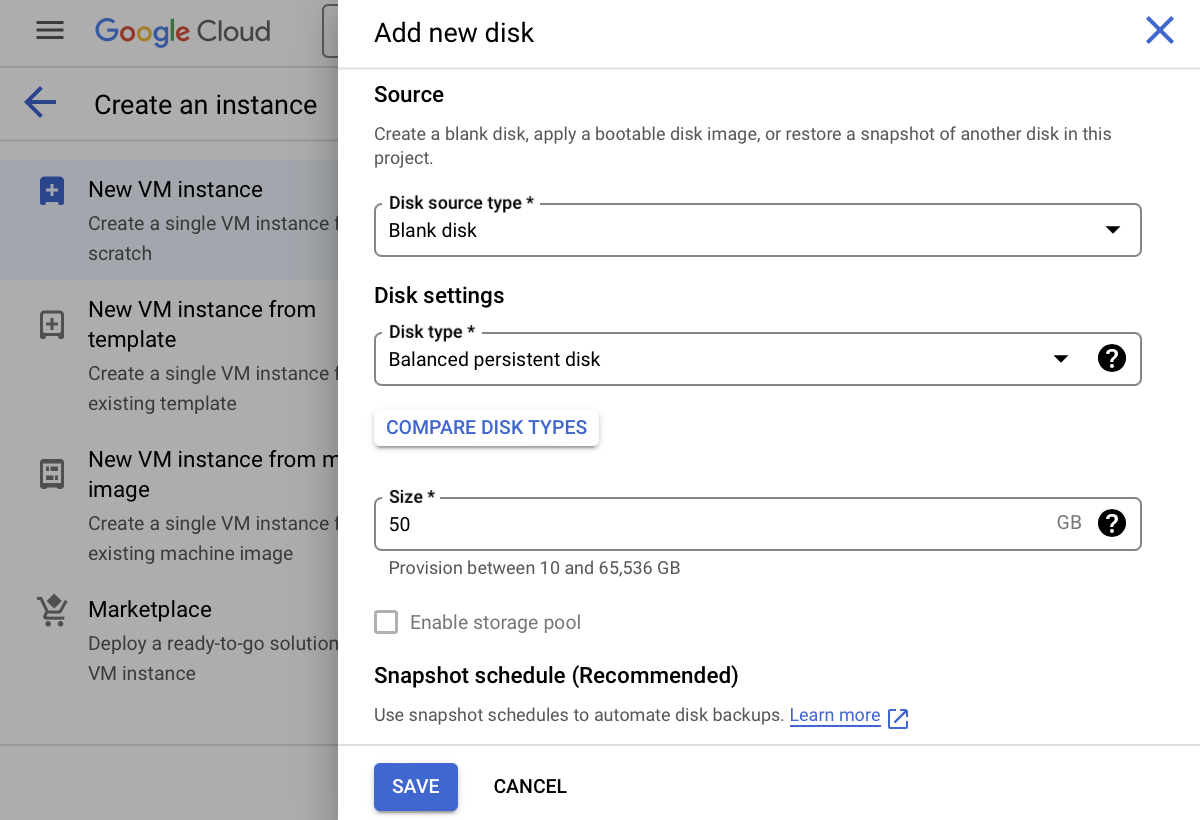 Google Cloud
Create an instance
New VM instance
Create a single VM instance
scratch
New VM instance from
template
Create a single VM instance
existing template
New VM instance from
image
Create a single VM instance
existing machine image
Marketplace
Deploy a ready-to-go solution
VM instance
Add new disk
Source
Create a blank disk, apply a bootable disk image, or restore a snapshot of another disk in this
project.
Disk source type *
Blank disk
Disk settings
Disk type *
Balanced persistent disk
COMPARE DISK TYPES
Size *
50 GB
Provision between 10 and 65,536 GB
Enable storage pool
Snapshot schedule (Recommended)
Use snapshot schedules to automate disk backups. Learn more
SAVE CANCEL